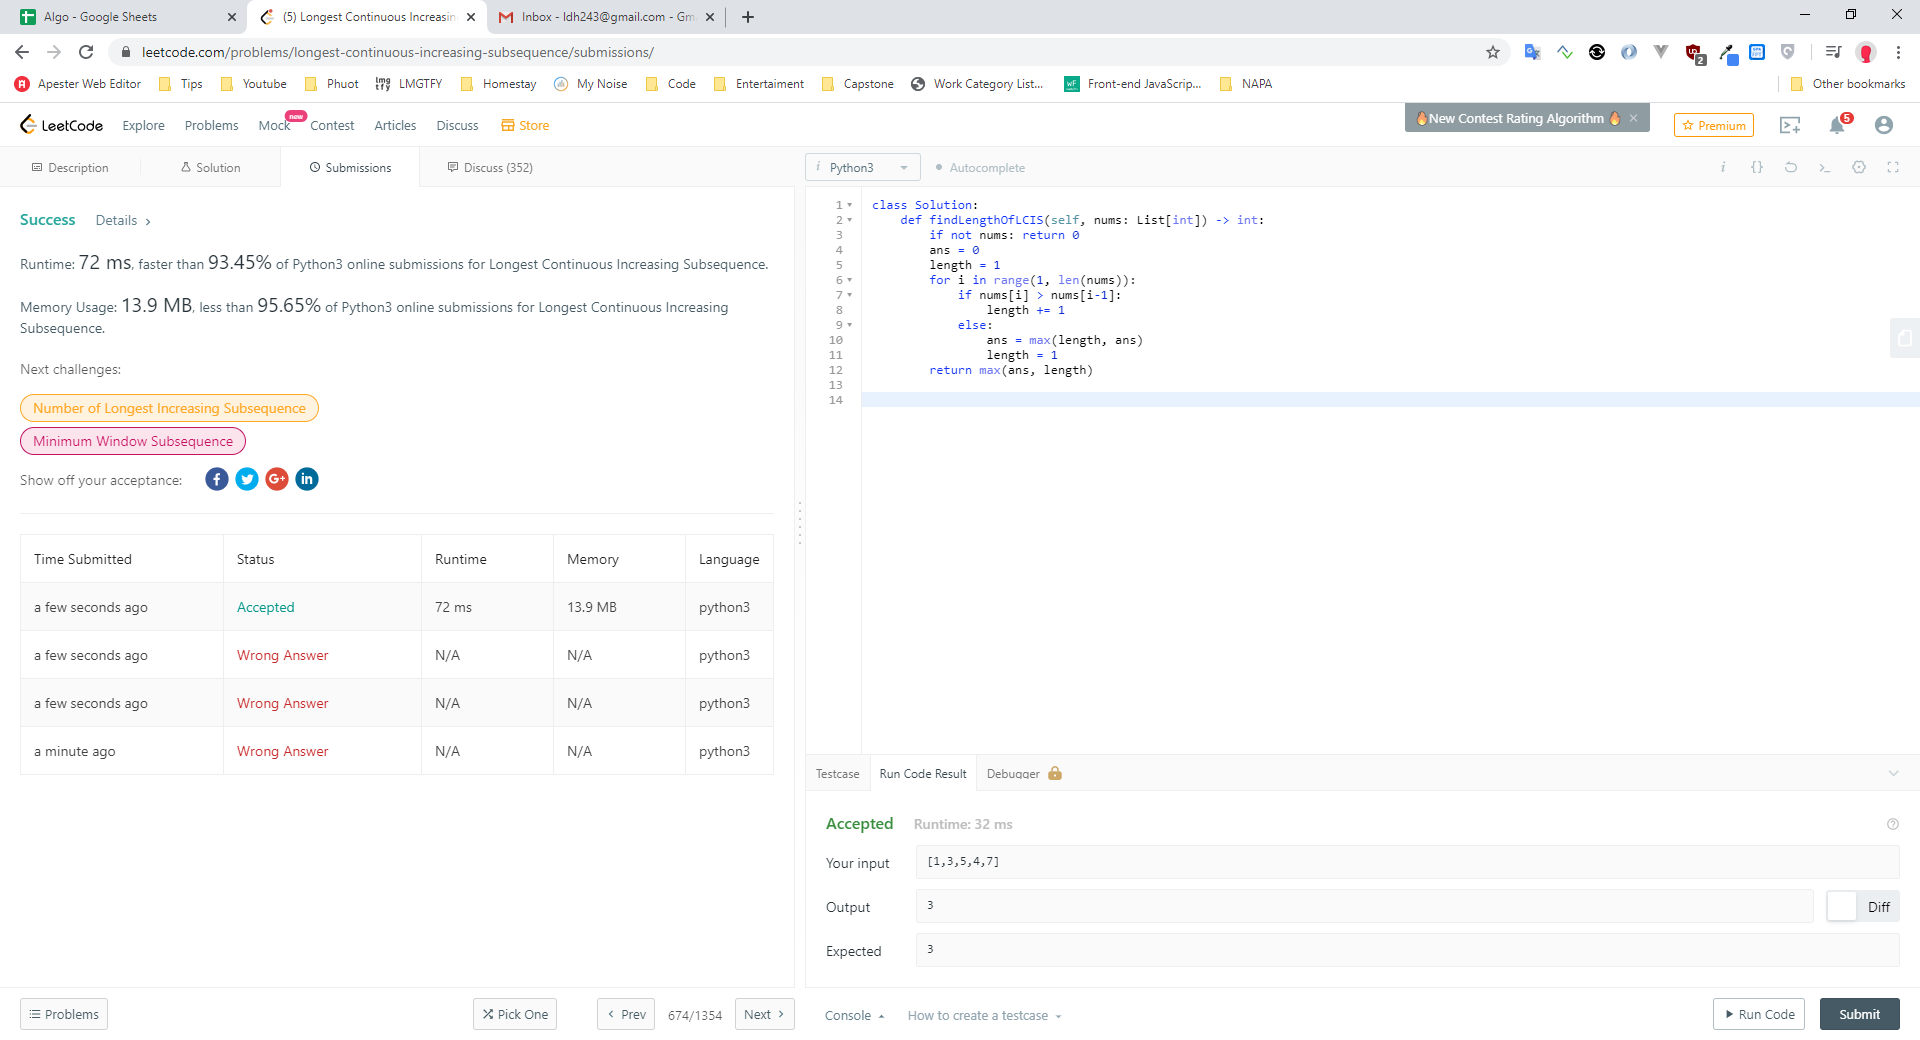 Algo - Google Sheets
(5) Longest Continuous Increasin
Inbox - ldh243@gmail.com - Gm
leetcode.com/problems/longest-continuous-increasing-subsequence/submissions/
2
Apester Web Editor
Tips
Youtube
Phuot
LMGTFY
Homestay
My Noise
Code
Entertaiment
Capstone
Work Category List...
Front-end JavaScrip...
NAPA
Other bookmarks
LeetCode
Explore
Problems
Mock
new
Contest
Articles
Discuss
Store
New Contest Rating Algorithm
Premium
5
Description
Solution
Submissions
Discuss (352)
i Python3
Autocomplete
Success
Details
Runtime: 72 ms, faster than 93.45% of Python3 online submissions for Longest Continuous Increasing Subsequence.
Memory Usage: 13.9 MB, less than 95.65% of Python3 online submissions for Longest Continuous Increasing
Subsequence.
Next challenges:
Number of Longest Increasing Subsequence
Minimum Window Subsequence
Show off your acceptance:
Time Submitted Status Runtime Memory Language
a few seconds ago Accepted 72 ms 13.9 MB python3
a few seconds ago Wrong Answer N/A N/A python3
a few seconds ago Wrong Answer N/A N/A python3
a minute ago Wrong Answer N/A N/A python3
1 class Solution:
2 def findLengthOfLCIS(self, nums: List[int]) -> int:
3 if not nums: return 0
4 ans = 0
5 length = 1
6 for i in range(1, len(nums)):
7 if nums[i] > nums[i-1]:
8 length += 1
9 else:
10 ans = max(length, ans)
11 length = 1
12 return max(ans, length)
13
14
Testcase
Run Code Result
Debugger
Accepted
Runtime: 32 ms
Your input
[1,3,5,4,7]
Output
3
Diff
Expected
3
Problems
Pick One
Prev
674/1354
Next
Console
How to create a testcase
Run Code
Submit